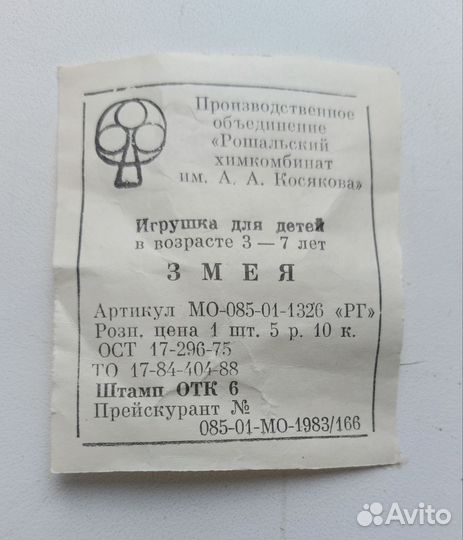 Производственное
объединение
«Рошальский
химкомбинат
им. А. А. Косякова»
Игрушка для детей
в возрасте 3 — 7 лет
ЗМЕЯ
Артикул МО-085-01-1326 «РГ»
Розн. цена 1 шт. 5 р. 10 к.
ОСТ 17-296-75
ТО 17-84-404-88
Штамп ОТК 6
Прейскурант №
085-01-МО-1983/166
Avito